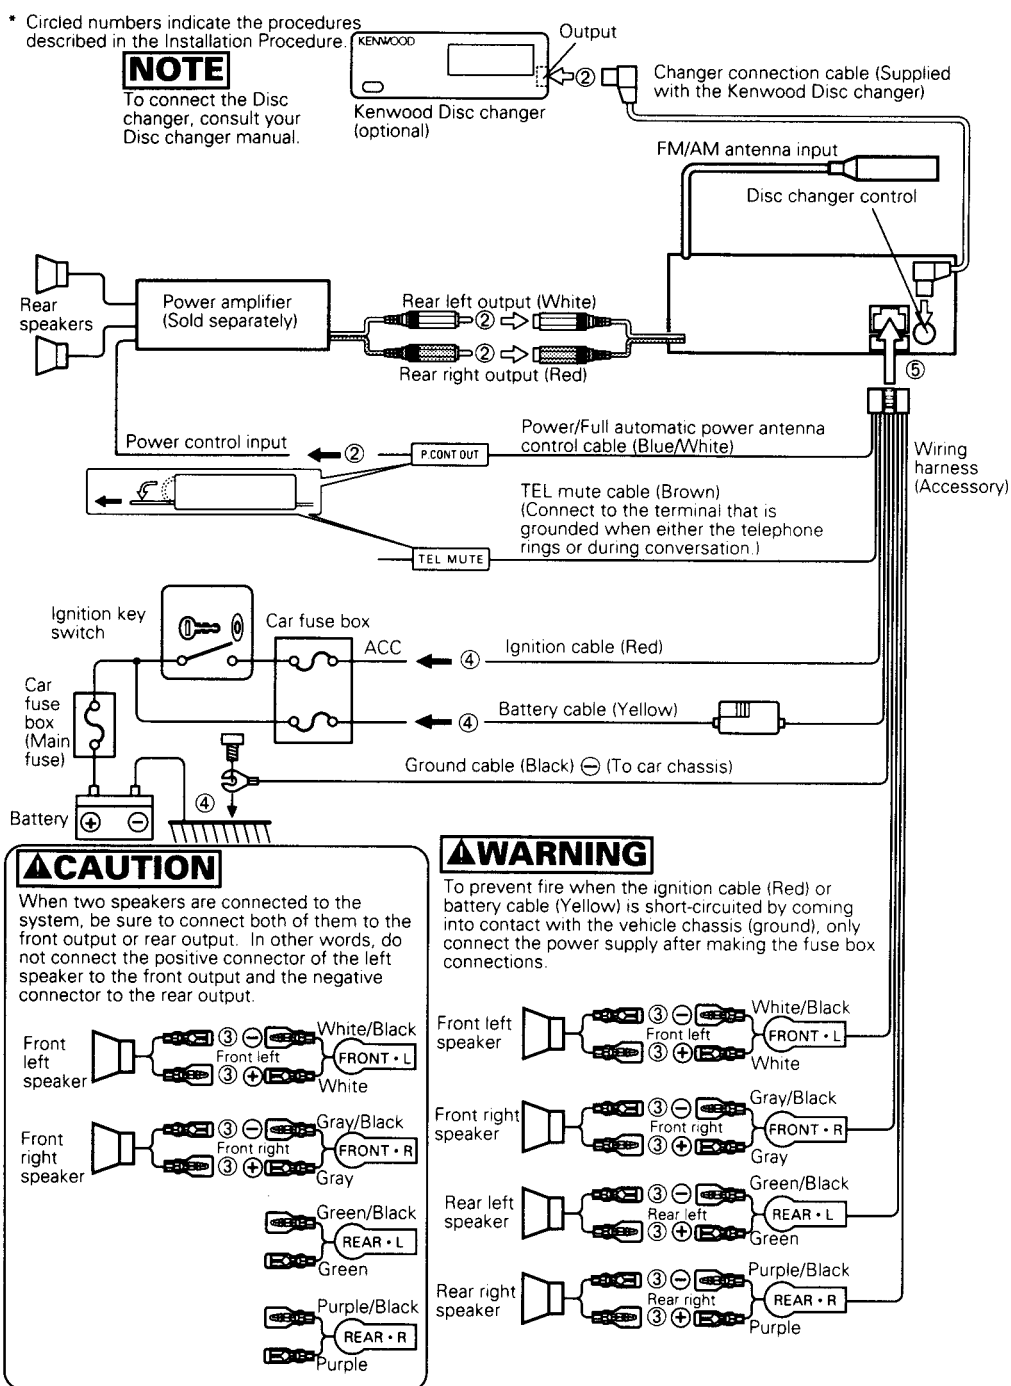 * Circled numbers indicate the procedures
described in the Installation Procedure.
NOTE
To connect the Disc
changer, consult your
Disc changer manual.
KENWOOD
Output
②
Kenwood Disc changer
(optional)
Changer connection cable (Supplied
with the Kenwood Disc changer)
FM/AM antenna input
Disc changer control
Rear
speakers
Power amplifier
(Sold separately)
Rear left output (White)
②
②
Rear right output (Red)
⑤
Wiring
harness
(Accessory)
Power control input
②
P.CONT OUT
Power/Full automatic power antenna
control cable (Blue/White)
TEL mute cable (Brown)
(Connect to the terminal that is
grounded when either the telephone
rings or during conversation.)
TEL MUTE
Ignition key
switch
Car fuse box
ACC
④
Ignition cable (Red)
Car
fuse
box
(Main
fuse)
④
Battery cable (Yellow)
Ground cable (Black) ⊖ (To car chassis)
④
Battery
⊕
⊖
CAUTION
When two speakers are connected to the
system, be sure to connect both of them to the
front output or rear output. In other words, do
not connect the positive connector of the left
speaker to the front output and the negative
connector to the rear output.
Front
left
speaker
③ ⊖
White/Black
Front left
FRONT • L
③ ⊕
White
Front
right
speaker
③ ⊖
Gray/Black
Front right
FRONT • R
③ ⊕
Gray
Green/Black
REAR • L
Green
Purple/Black
REAR • R
Purple
WARNING
To prevent fire when the ignition cable (Red) or
battery cable (Yellow) is short-circuited by coming
into contact with the vehicle chassis (ground), only
connect the power supply after making the fuse box
connections.
Front left
speaker
③ ⊖
White/Black
Front left
FRONT • L
③ ⊕
White
Front right
speaker
③ ⊖
Gray/Black
Front right
FRONT • R
③ ⊕
Gray
Rear left
speaker
③ ⊖
Green/Black
Rear left
REAR • L
③ ⊕
Green
Rear right
speaker
③ ⊖
Purple/Black
Rear right
REAR • R
③ ⊕
Purple